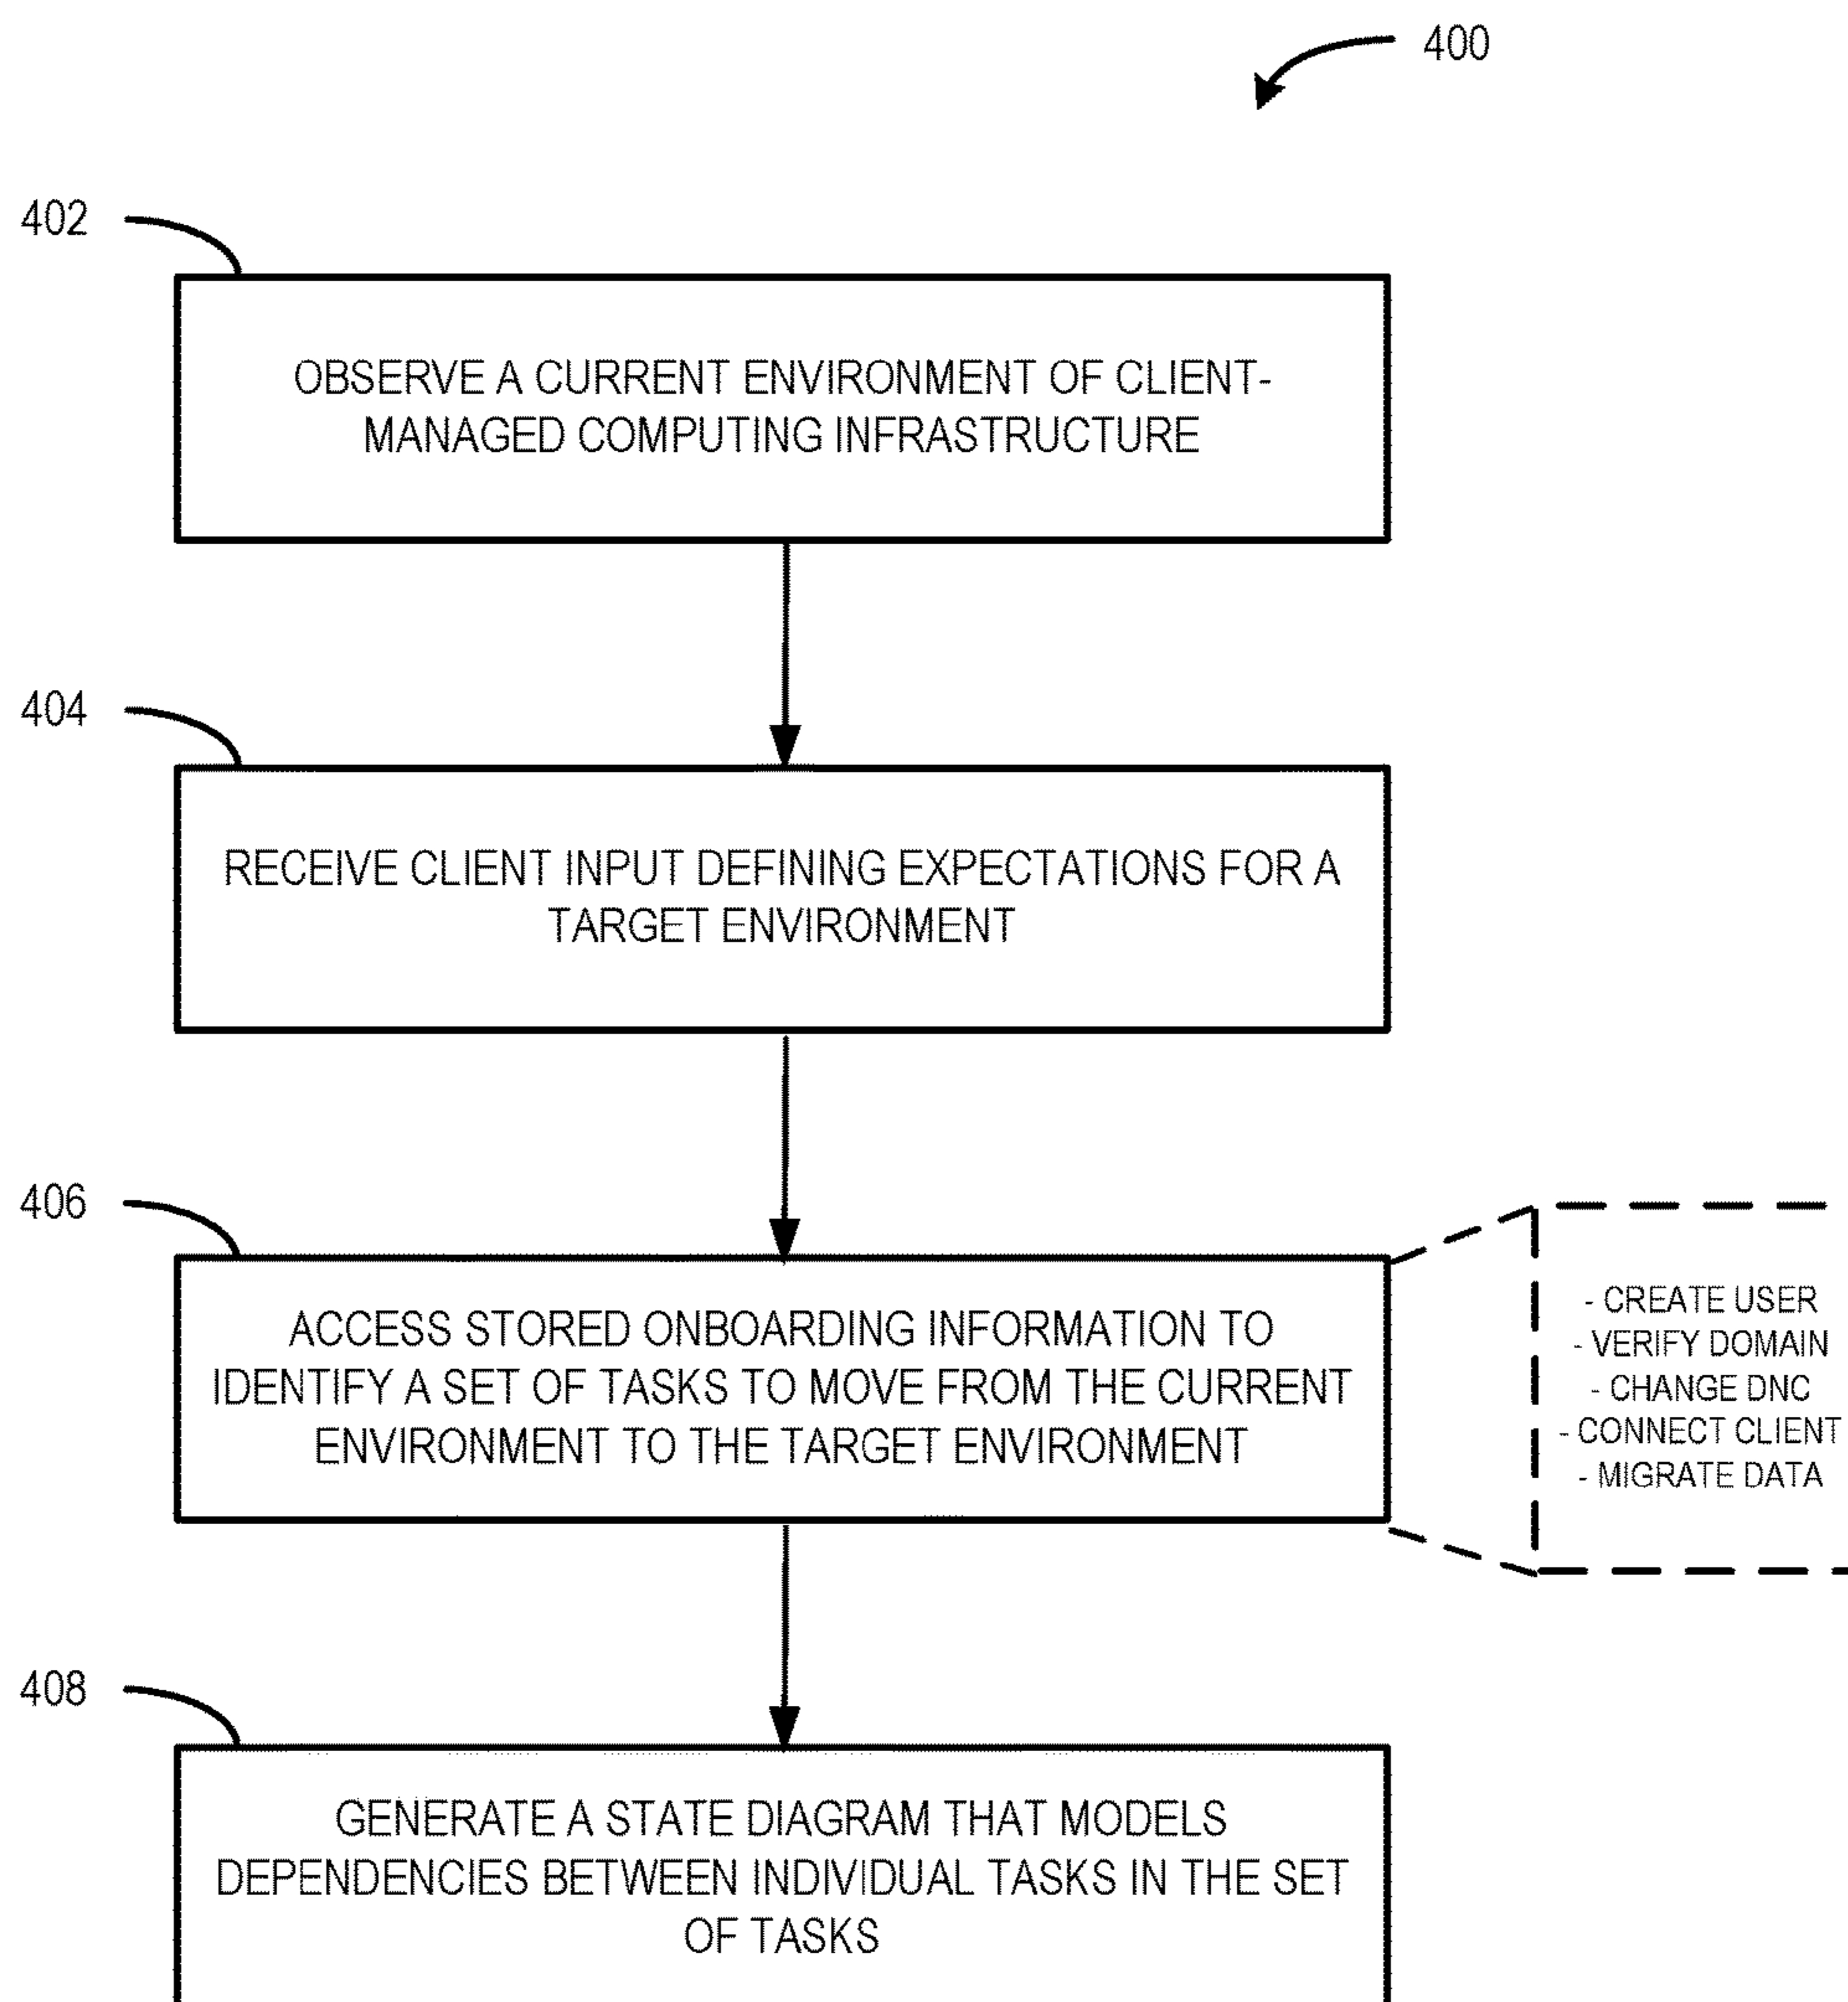 400
402
OBSERVE A CURRENT ENVIRONMENT OF CLIENT-
MANAGED COMPUTING INFRASTRUCTURE
404
RECEIVE CLIENT INPUT DEFINING EXPECTATIONS FOR A
TARGET ENVIRONMENT
406
ACCESS STORED ONBOARDING INFORMATION TO
IDENTIFY A SET OF TASKS TO MOVE FROM THE CURRENT
ENVIRONMENT TO THE TARGET ENVIRONMENT
- CREATE USER
- VERIFY DOMAIN
- CHANGE DNC
- CONNECT CLIENT
- MIGRATE DATA
408
GENERATE A STATE DIAGRAM THAT MODELS
DEPENDENCIES BETWEEN INDIVIDUAL TASKS IN THE SET
OF TASKS